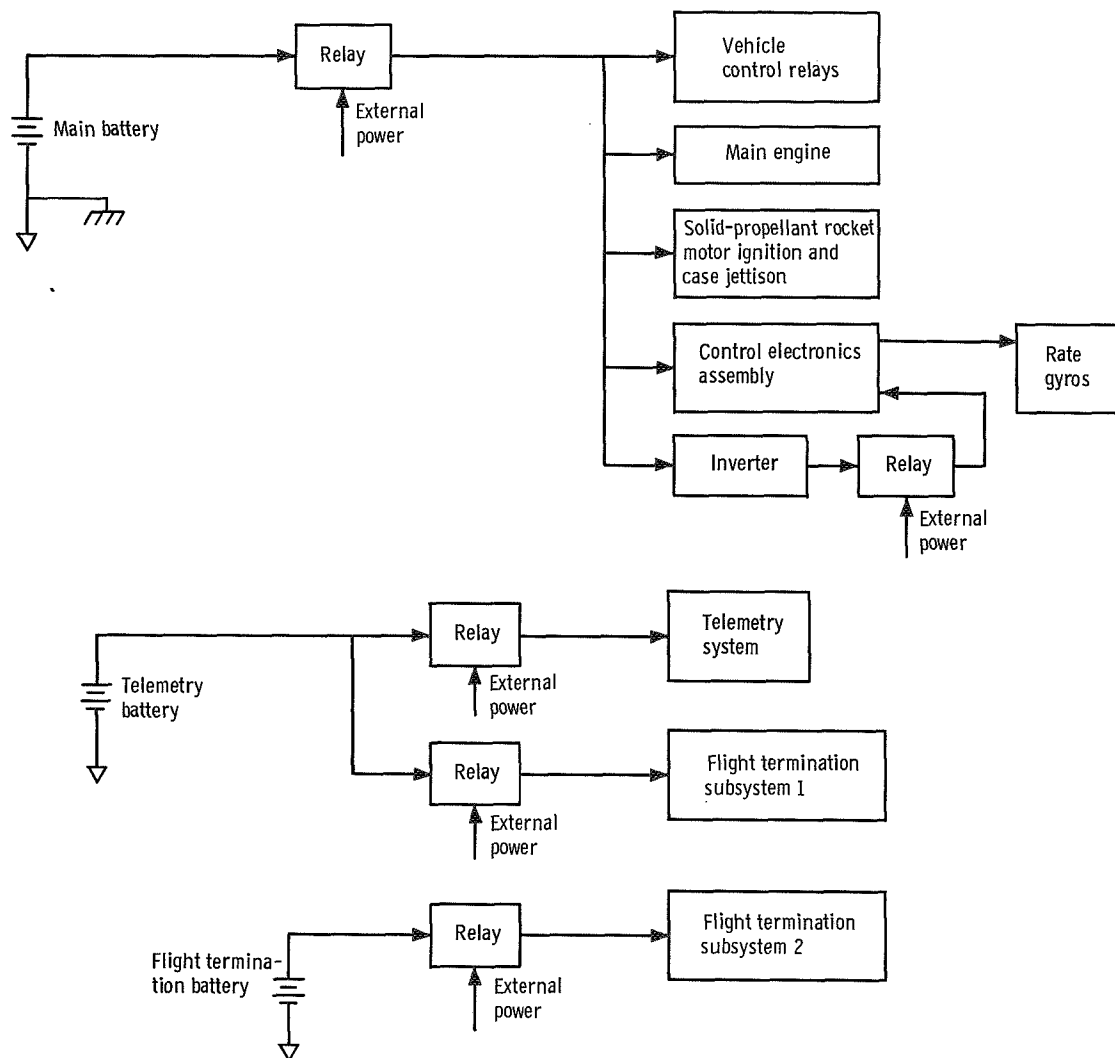 Relay
Vehicle
control relays
External
power
Main battery
Main engine
Solid-propellant rocket
motor ignition and
case jettison
Control electronics
assembly
Rate
gyros
Inverter
Relay
External
power
Relay
Telemetry
system
External
power
Telemetry
battery
Relay
Flight termination
subsystem 1
External
power
Relay
Flight termination
subsystem 2
Flight termina-
tion battery
External
power